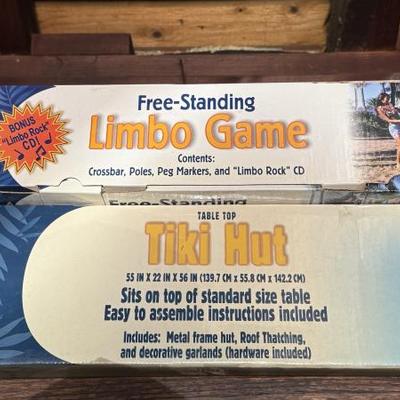 BONUS
"Limbo Rock"
CD!
Free-Standing
Limbo Game
Contents:
Crossbar, Poles, Peg Markers, and "Limbo Rock" CD
Free-Standing
TABLE TOP
Tiki Hut
55 IN X 22 IN X 56 IN (139.7 CM X 55.8 CM X 142.2 CM)
Sits on top of standard size table
Easy to assemble instructions included
Includes: Metal frame hut, Roof Thatching,
and decorative garlands (hardware included)